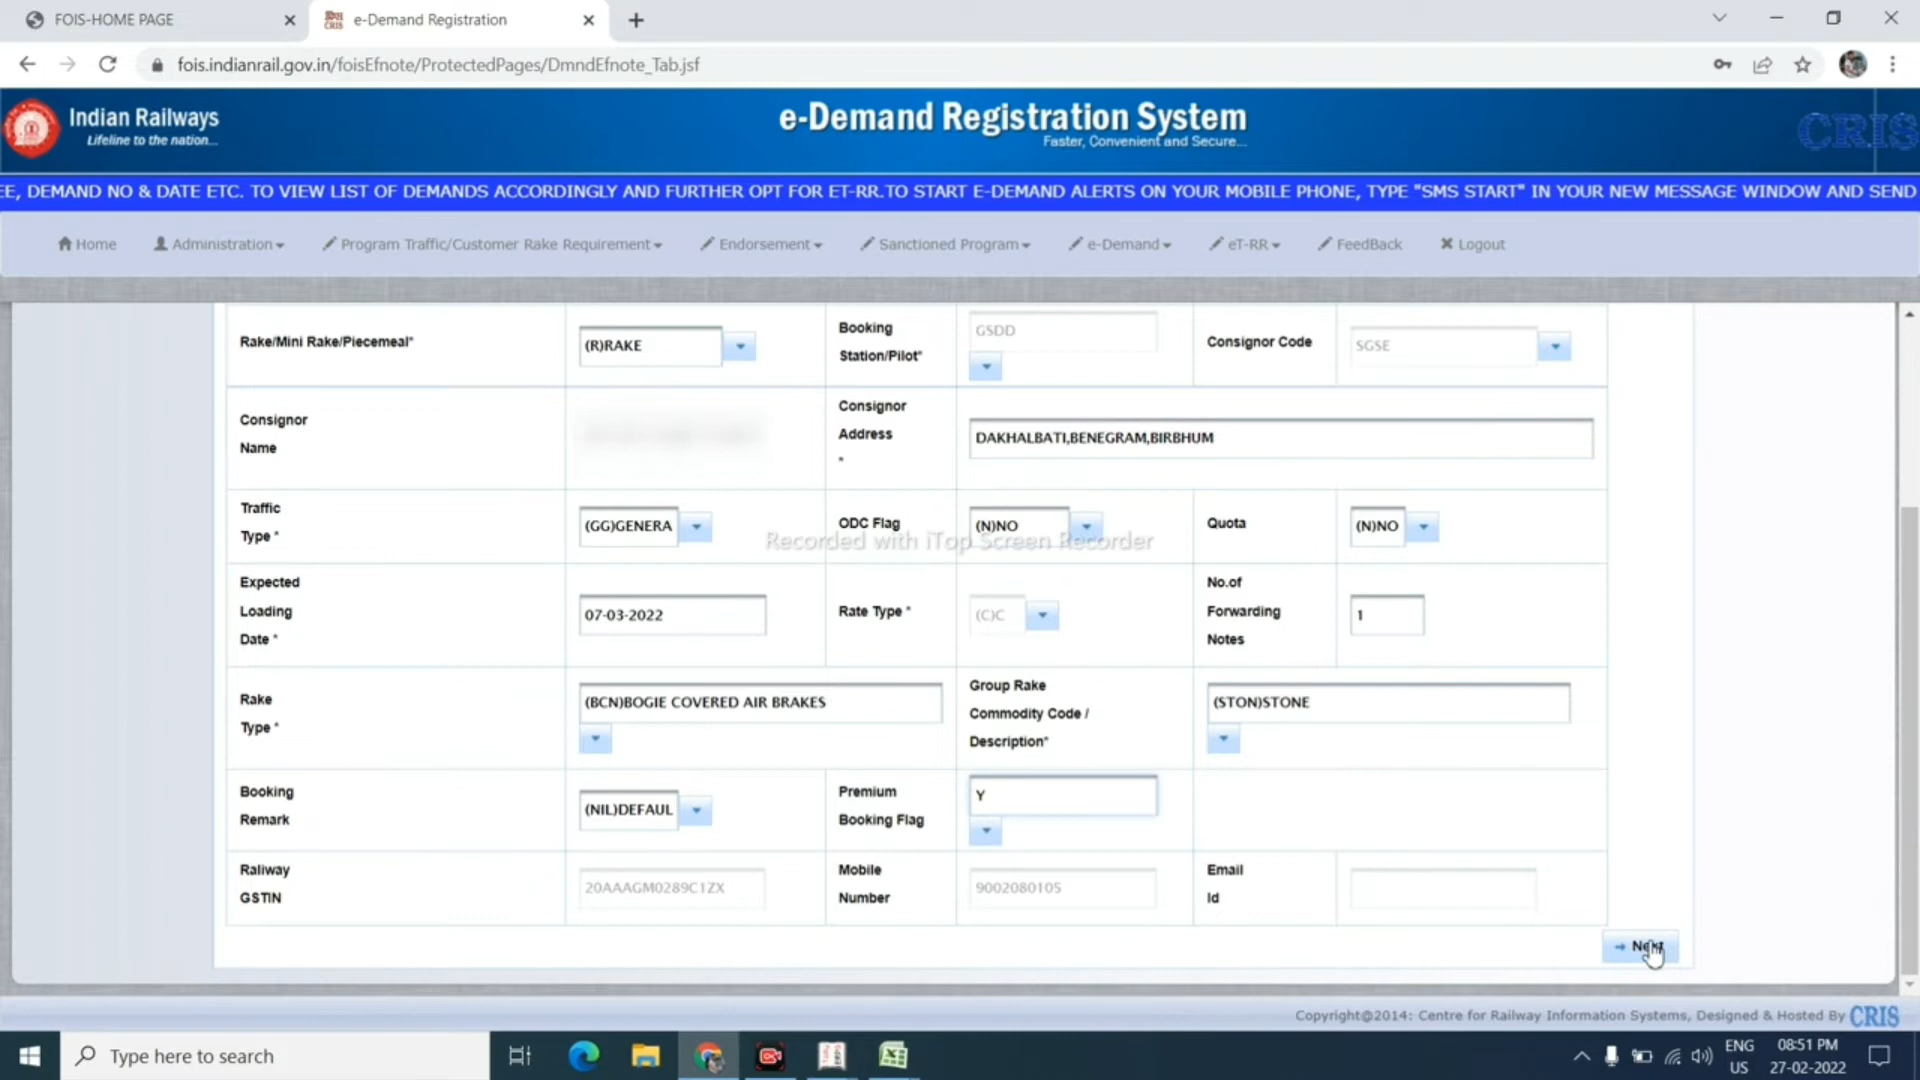 FOIS-HOME PAGE
e-Demand Registration
fois.indianrail.gov.in/foisEfnote/ProtectedPages/DmndEfnote_Tab.jsf
Indian Railways
Lifeline to the nation...
e-Demand Registration System
Faster, Convenient and Secure...
CRIS
EE, DEMAND NO & DATE ETC. TO VIEW LIST OF DEMANDS ACCORDINGLY AND FURTHER OPT FOR ET-RR.TO START E-DEMAND ALERTS ON YOUR MOBILE PHONE, TYPE "SMS START" IN YOUR NEW MESSAGE WINDOW AND SEND
Home Administration Program Traffic/Customer Rake Requirement Endorsement Sanctioned Program e-Demand eT-RR FeedBack Logout
Rake/Mini Rake/Piecemeal*
(R)RAKE
Booking
Station/Pilot*
GSDD
Consignor Code
SGSE
Consignor
Name
Consignor
Address
*
DAKHALBATI,BENEGRAM,BIRBHUM
Traffic
Type *
(GG)GENERA
ODC Flag
(N)NO
Quota
(N)NO
Recorded with iTop Screen Recorder
Expected
Loading
Date *
07-03-2022
Rate Type *
(C)C
No.of
Forwarding
Notes
1
Rake
Type *
(BCN)BOGIE COVERED AIR BRAKES
Group Rake
Commodity Code /
Description*
(STON)STONE
Booking
Remark
(NIL)DEFAUL
Premium
Booking Flag
Y
Raliway
GSTIN
20AAAGM0289C1ZX
Mobile
Number
9002080105
Email
Id
Next
Copyright@2014: Centre for Railway Information Systems, Designed & Hosted By CRIS
Type here to search
ENG
US
08:51 PM
27-02-2022